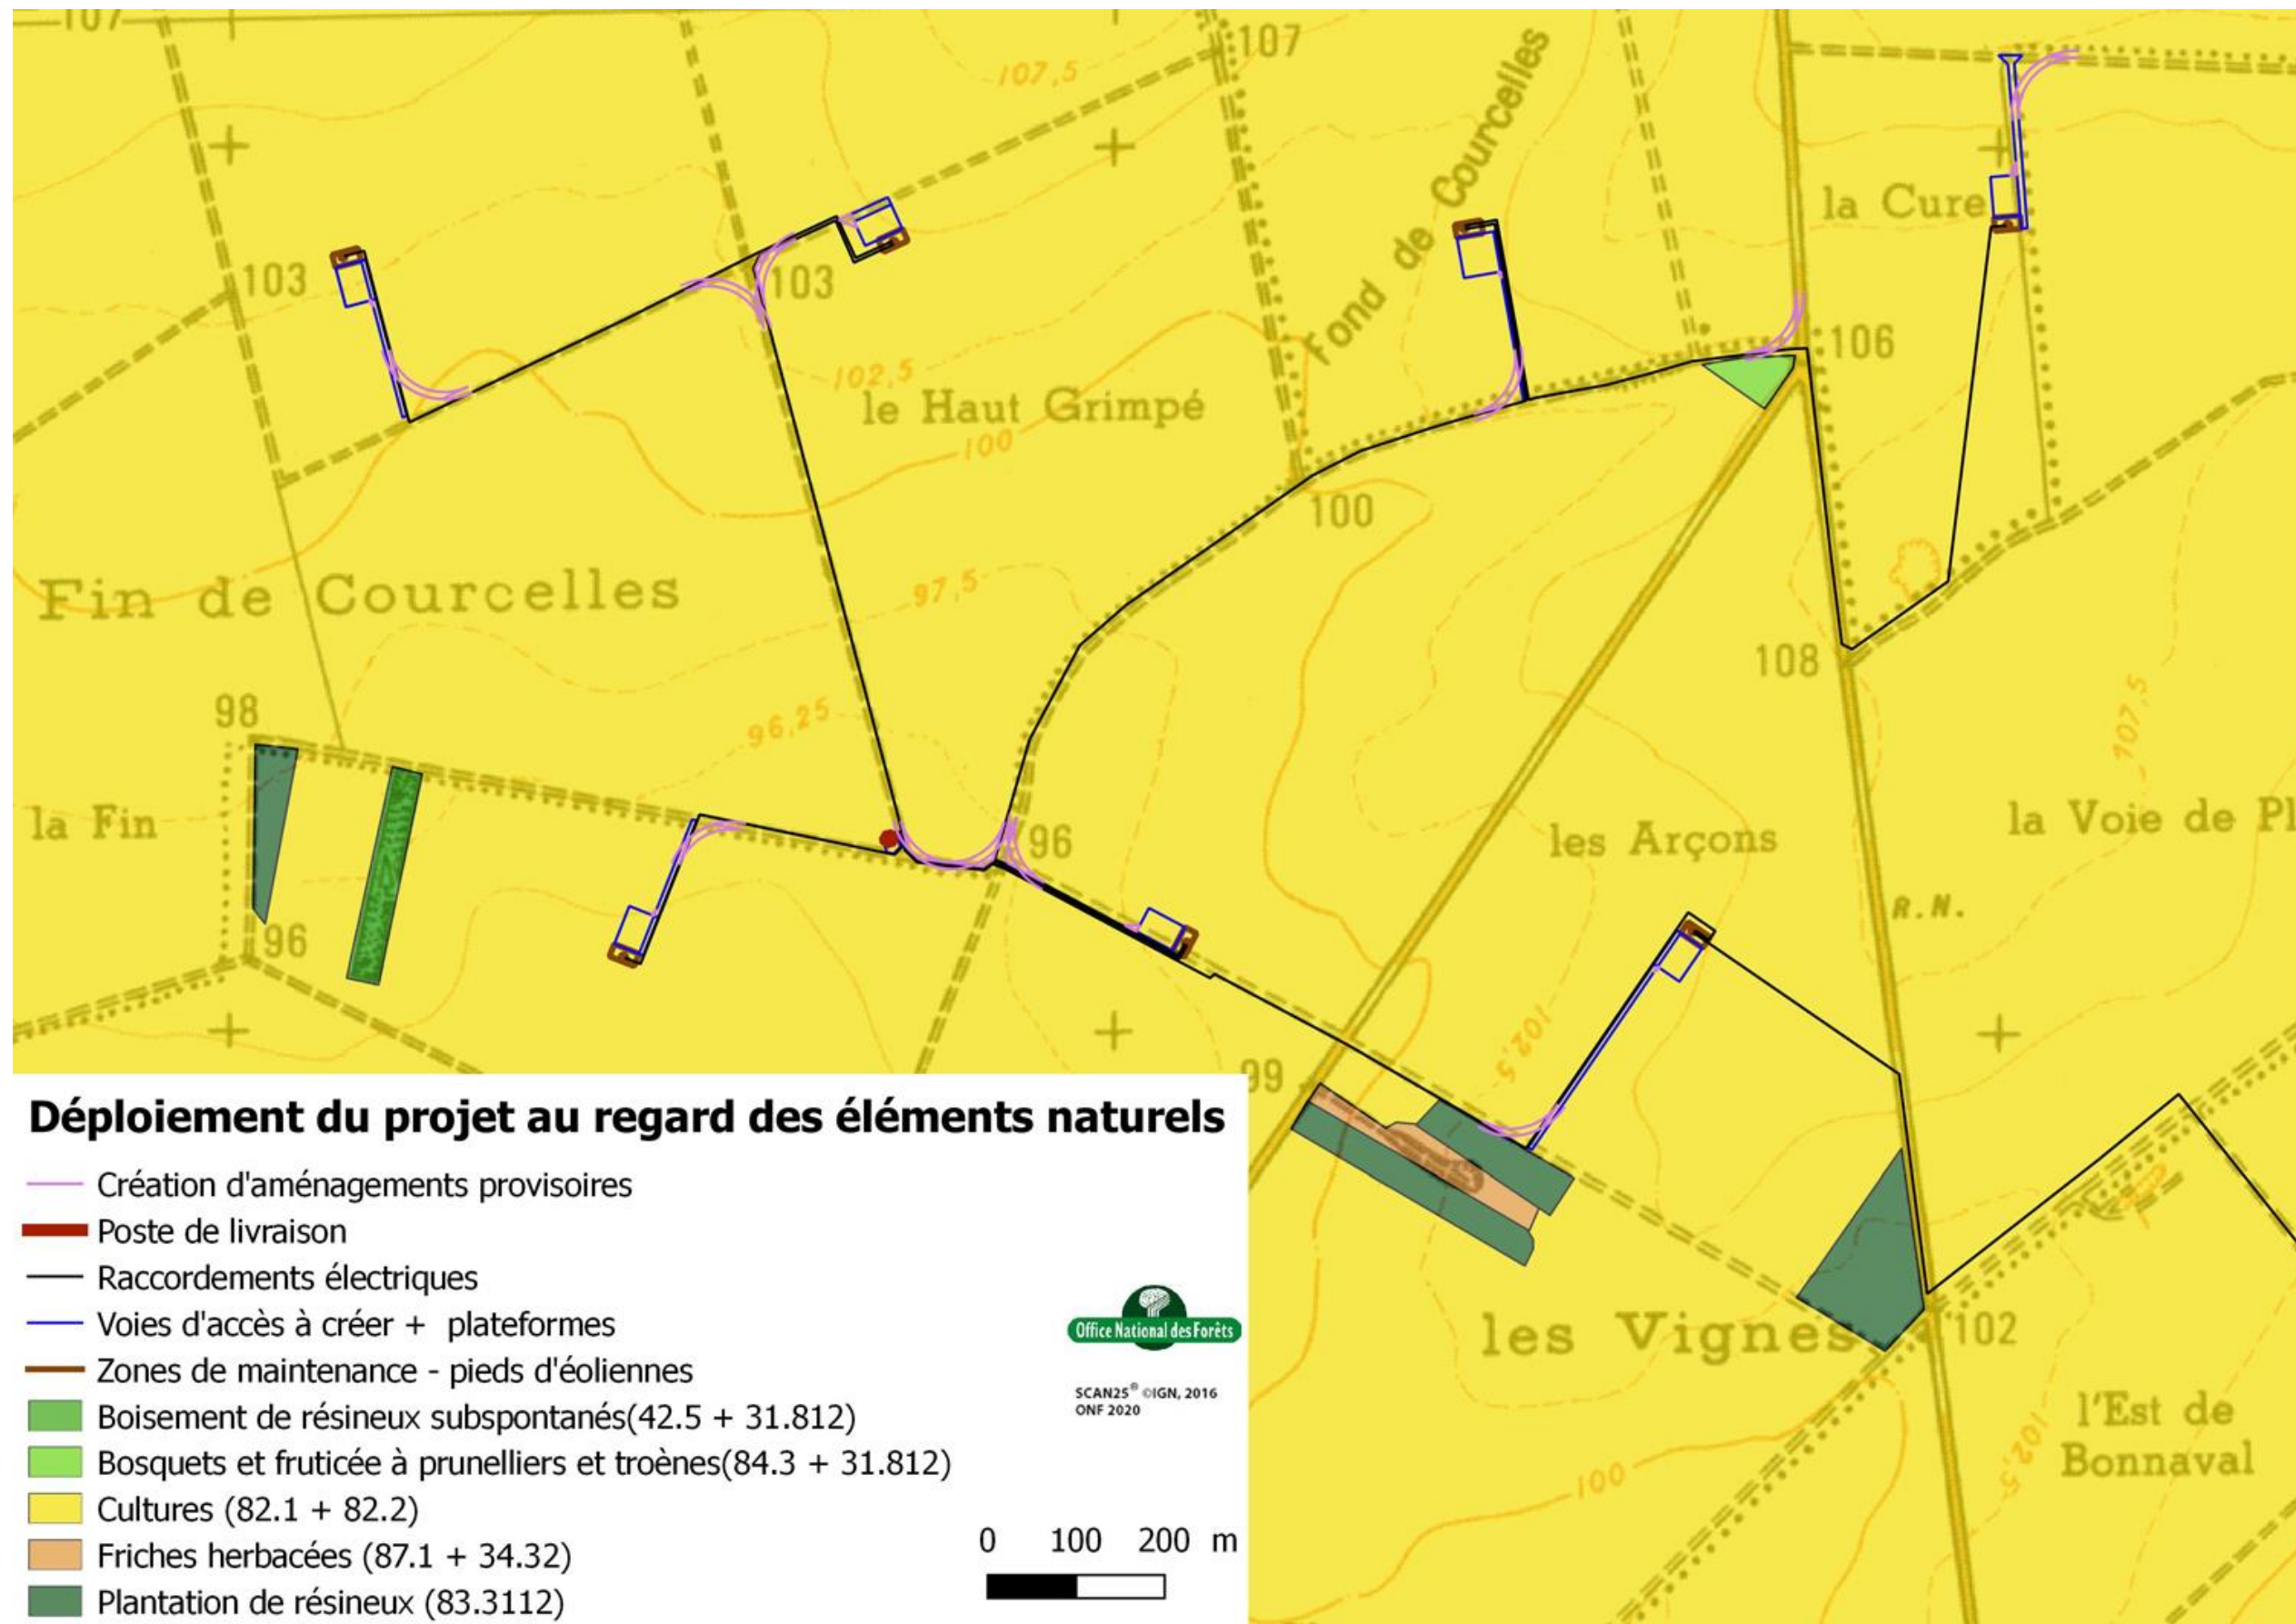 107
107,5
107
Fond de Courcelles
la Cure
103
103
106
102,5
le Haut Grimpé
100
100
Fin de Courcelles
97,5
108
98
96,25
107,5
la Fin
96
les Arçons
la Voie de Pl
96
R.N.
102,5
99
les Vignes
102
l'Est de
Bonnaval
100
102,5
Déploiement du projet au regard des éléments naturels
Création d'aménagements provisoires
Poste de livraison
Raccordements électriques
Voies d'accès à créer + plateformes
Zones de maintenance - pieds d'éoliennes
Boisement de résineux subspontanés(42.5 + 31.812)
Bosquets et fruticée à prunelliers et troènes(84.3 + 31.812)
Cultures (82.1 + 82.2)
Friches herbacées (87.1 + 34.32)
Plantation de résineux (83.3112)
Office National des Forêts
SCAN25® ©IGN, 2016
ONF 2020
0 100 200 m